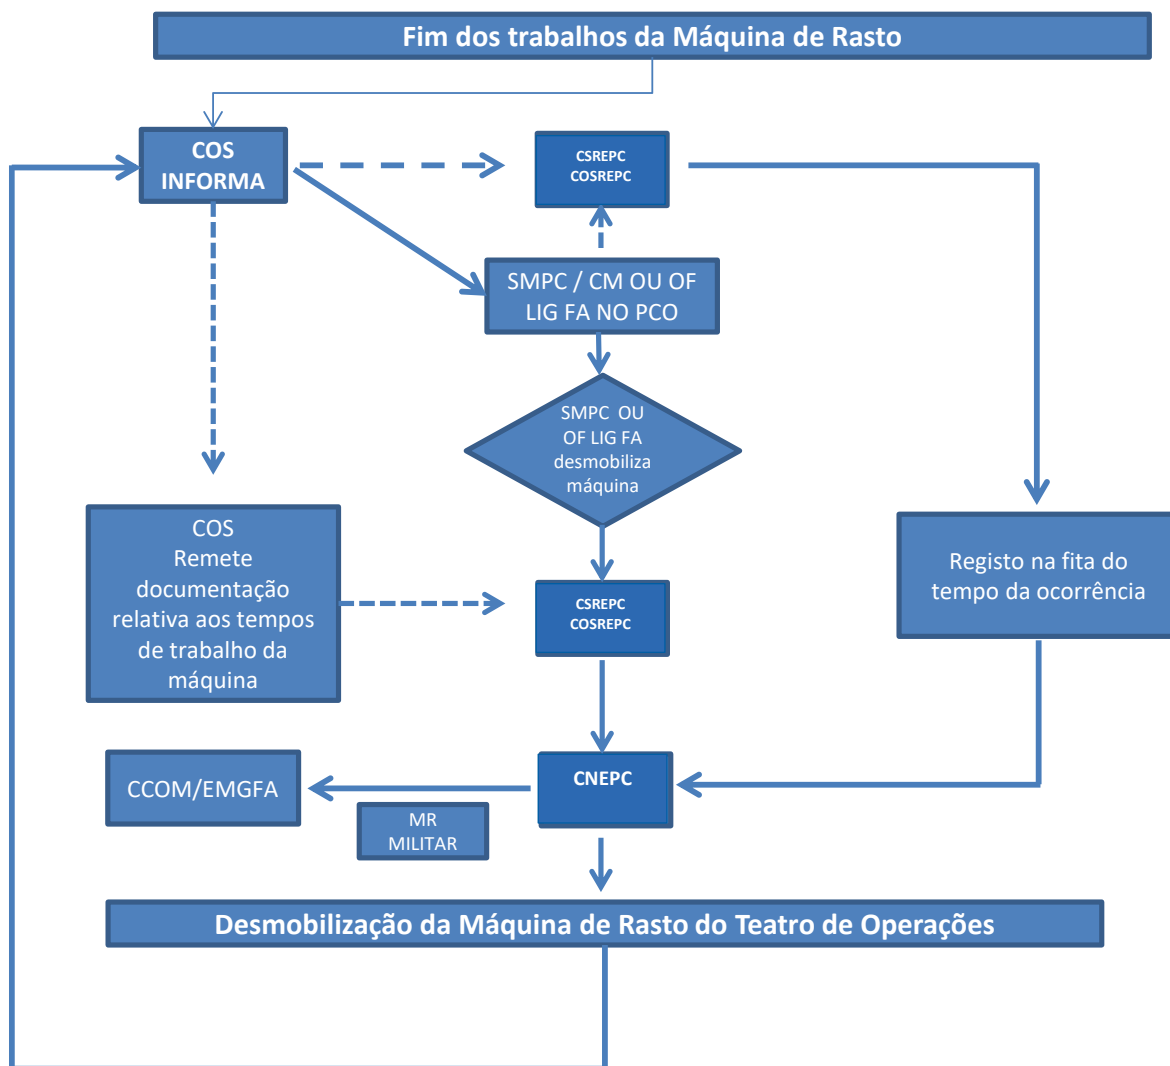 Fim dos trabalhos da Máquina de Rasto
COS
INFORMA
CSREPC
COSREPC
SMPC / CM OU OF
LIG FA NO PCO
SMPC OU
OF LIG FA
desmobiliza
máquina
COS
Remete
documentação
relativa aos tempos
de trabalho da
máquina
CSREPC
COSREPC
Registo na fita do
tempo da ocorrência
CCOM/EMGFA
MR
MILITAR
CNEPC
Desmobilização da Máquina de Rasto do Teatro de Operações